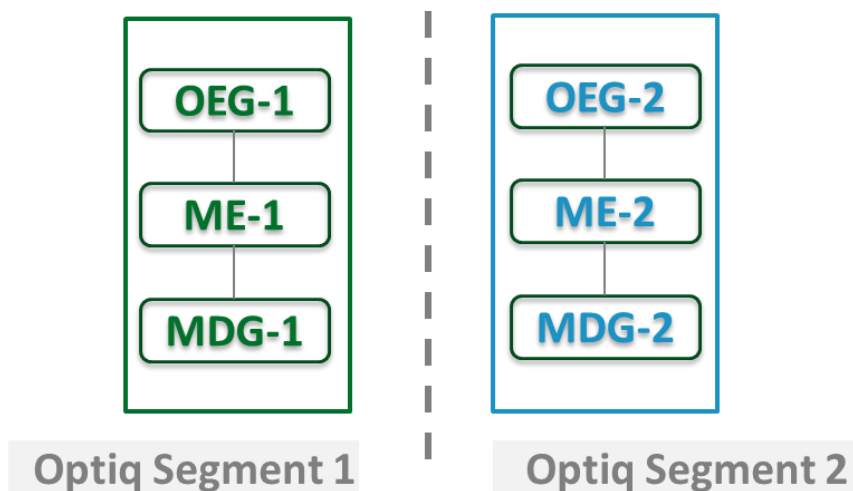 OEG-1
ME-1
MDG-1
Optiq Segment 1
OEG-2
ME-2
MDG-2
Optiq Segment 2